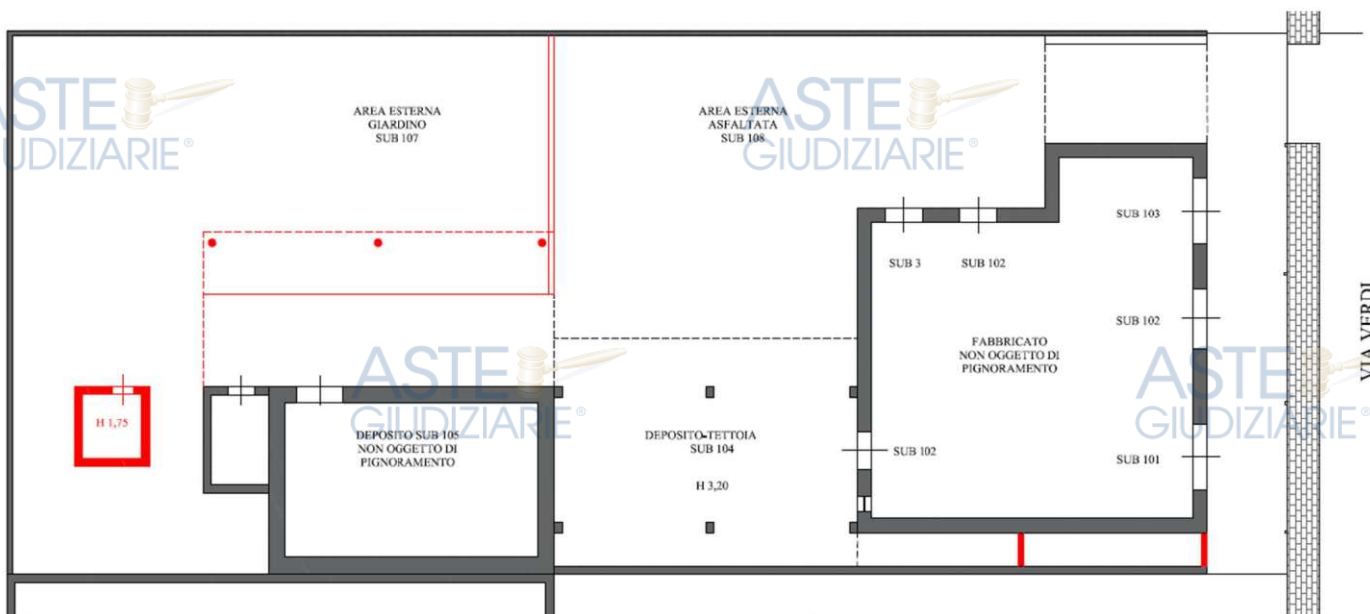 AREA ESTERNA
GIARDINO
SUB 107
AREA ESTERNA
ASFALTATA
SUB 108
ASTE
GIUDIZIARIE®
ASTE
GIUDIZIARIE®
SUB 103
SUB 3
SUB 102
SUB 102
FABBRICATO
NON OGGETTO DI
PIGNORAMENTO
VIA VERDI
ASTE
GIUDIZIARIE®
ASTE
GIUDIZIARIE®
H 1,75
DEPOSITO SUB 105
NON OGGETTO DI
PIGNORAMENTO
DEPOSITO-TETTOIA
SUB 104
H 3,20
SUB 102
SUB 101